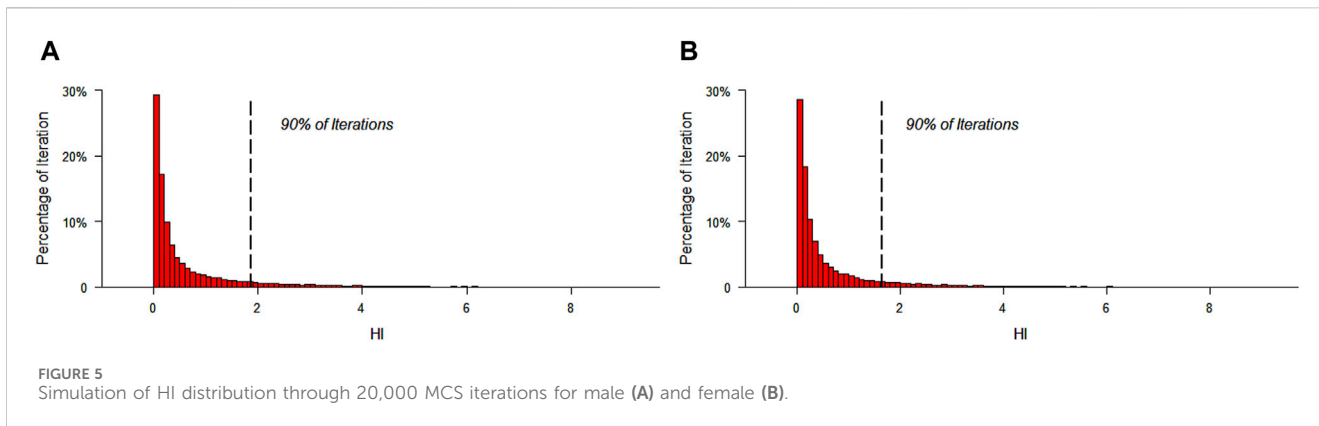 A
B
30%
20%
10%
0
Percentage of Iteration
90% of Iterations
0
2
4
6
8
HI
30%
20%
10%
0
Percentage of Iteration
90% of Iterations
0
2
4
6
8
HI
FIGURE 5
Simulation of HI distribution through 20,000 MCS iterations for male (A) and female (B).